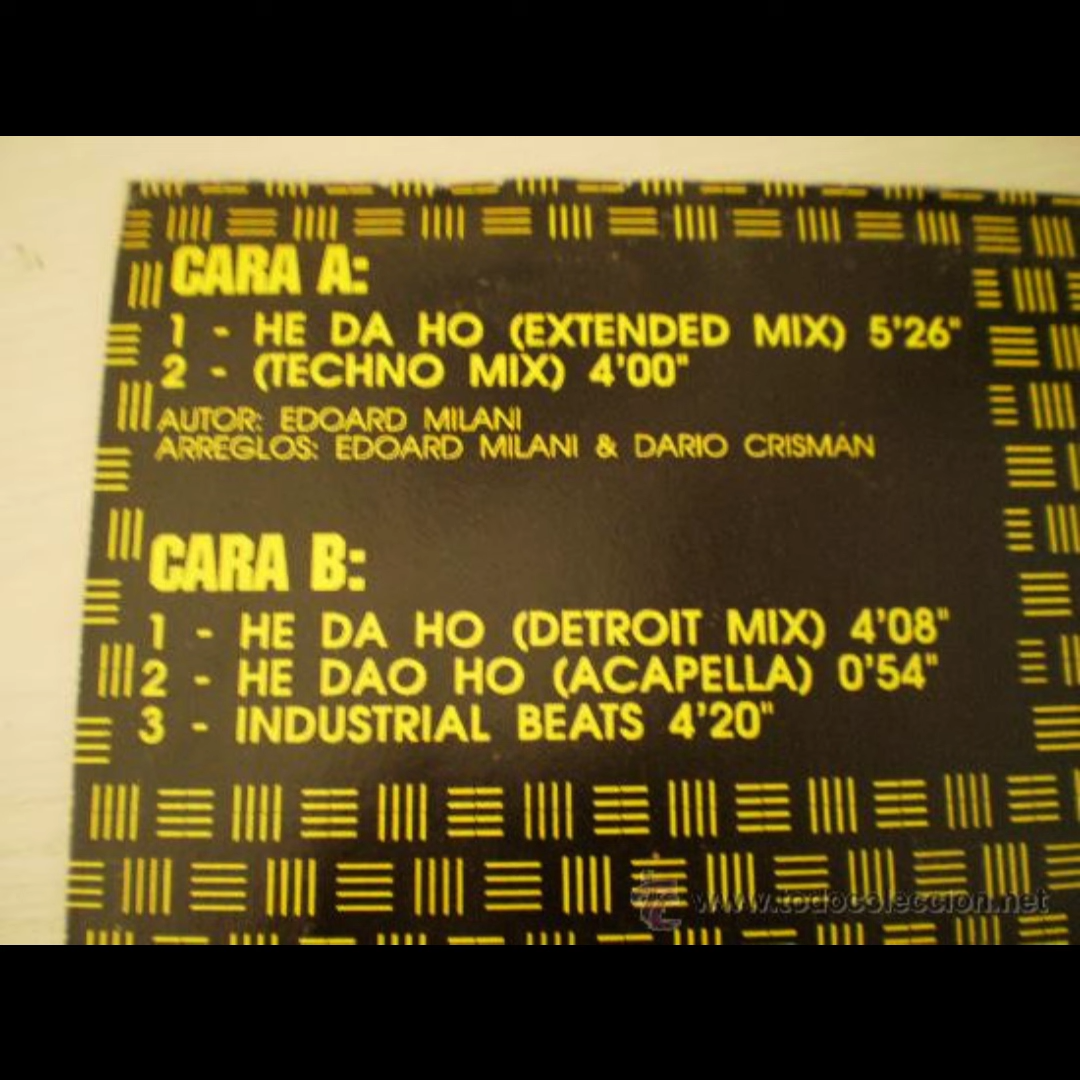 CARA A:
1 - HE DA HO (EXTENDED MIX) 5'26"
2 - (TECHNO MIX) 4'00"
AUTOR: EDOARD MILANI
ARREGLOS: EDOARD MILANI & DARIO CRISMAN
CARA B:
1 - HE DA HO (DETROIT MIX) 4'08"
2 - HE DAO HO (ACAPELLA) 0'54"
3 - INDUSTRIAL BEATS 4'20"
www.todocoleccion.net